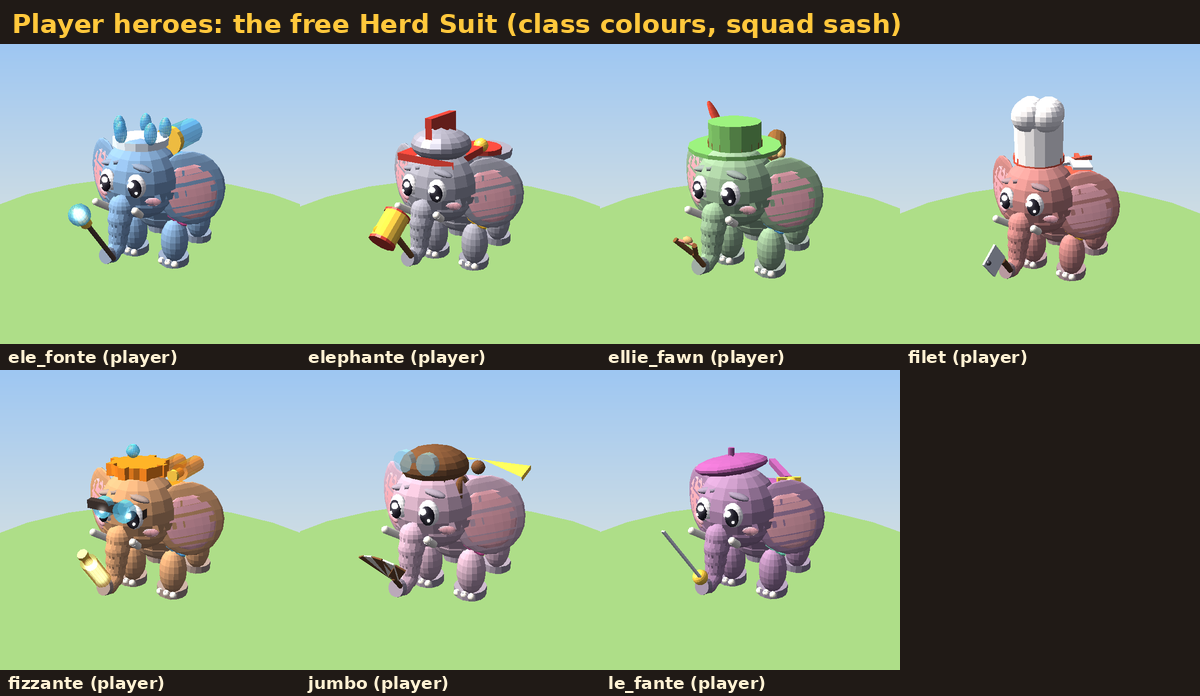 Player heroes: the free Herd Suit (class colours, squad sash)
ele_fonte (player)
elephante (player)
ellie_fawn (player)
filet (player)
fizzante (player)
jumbo (player)
le_fante (player)